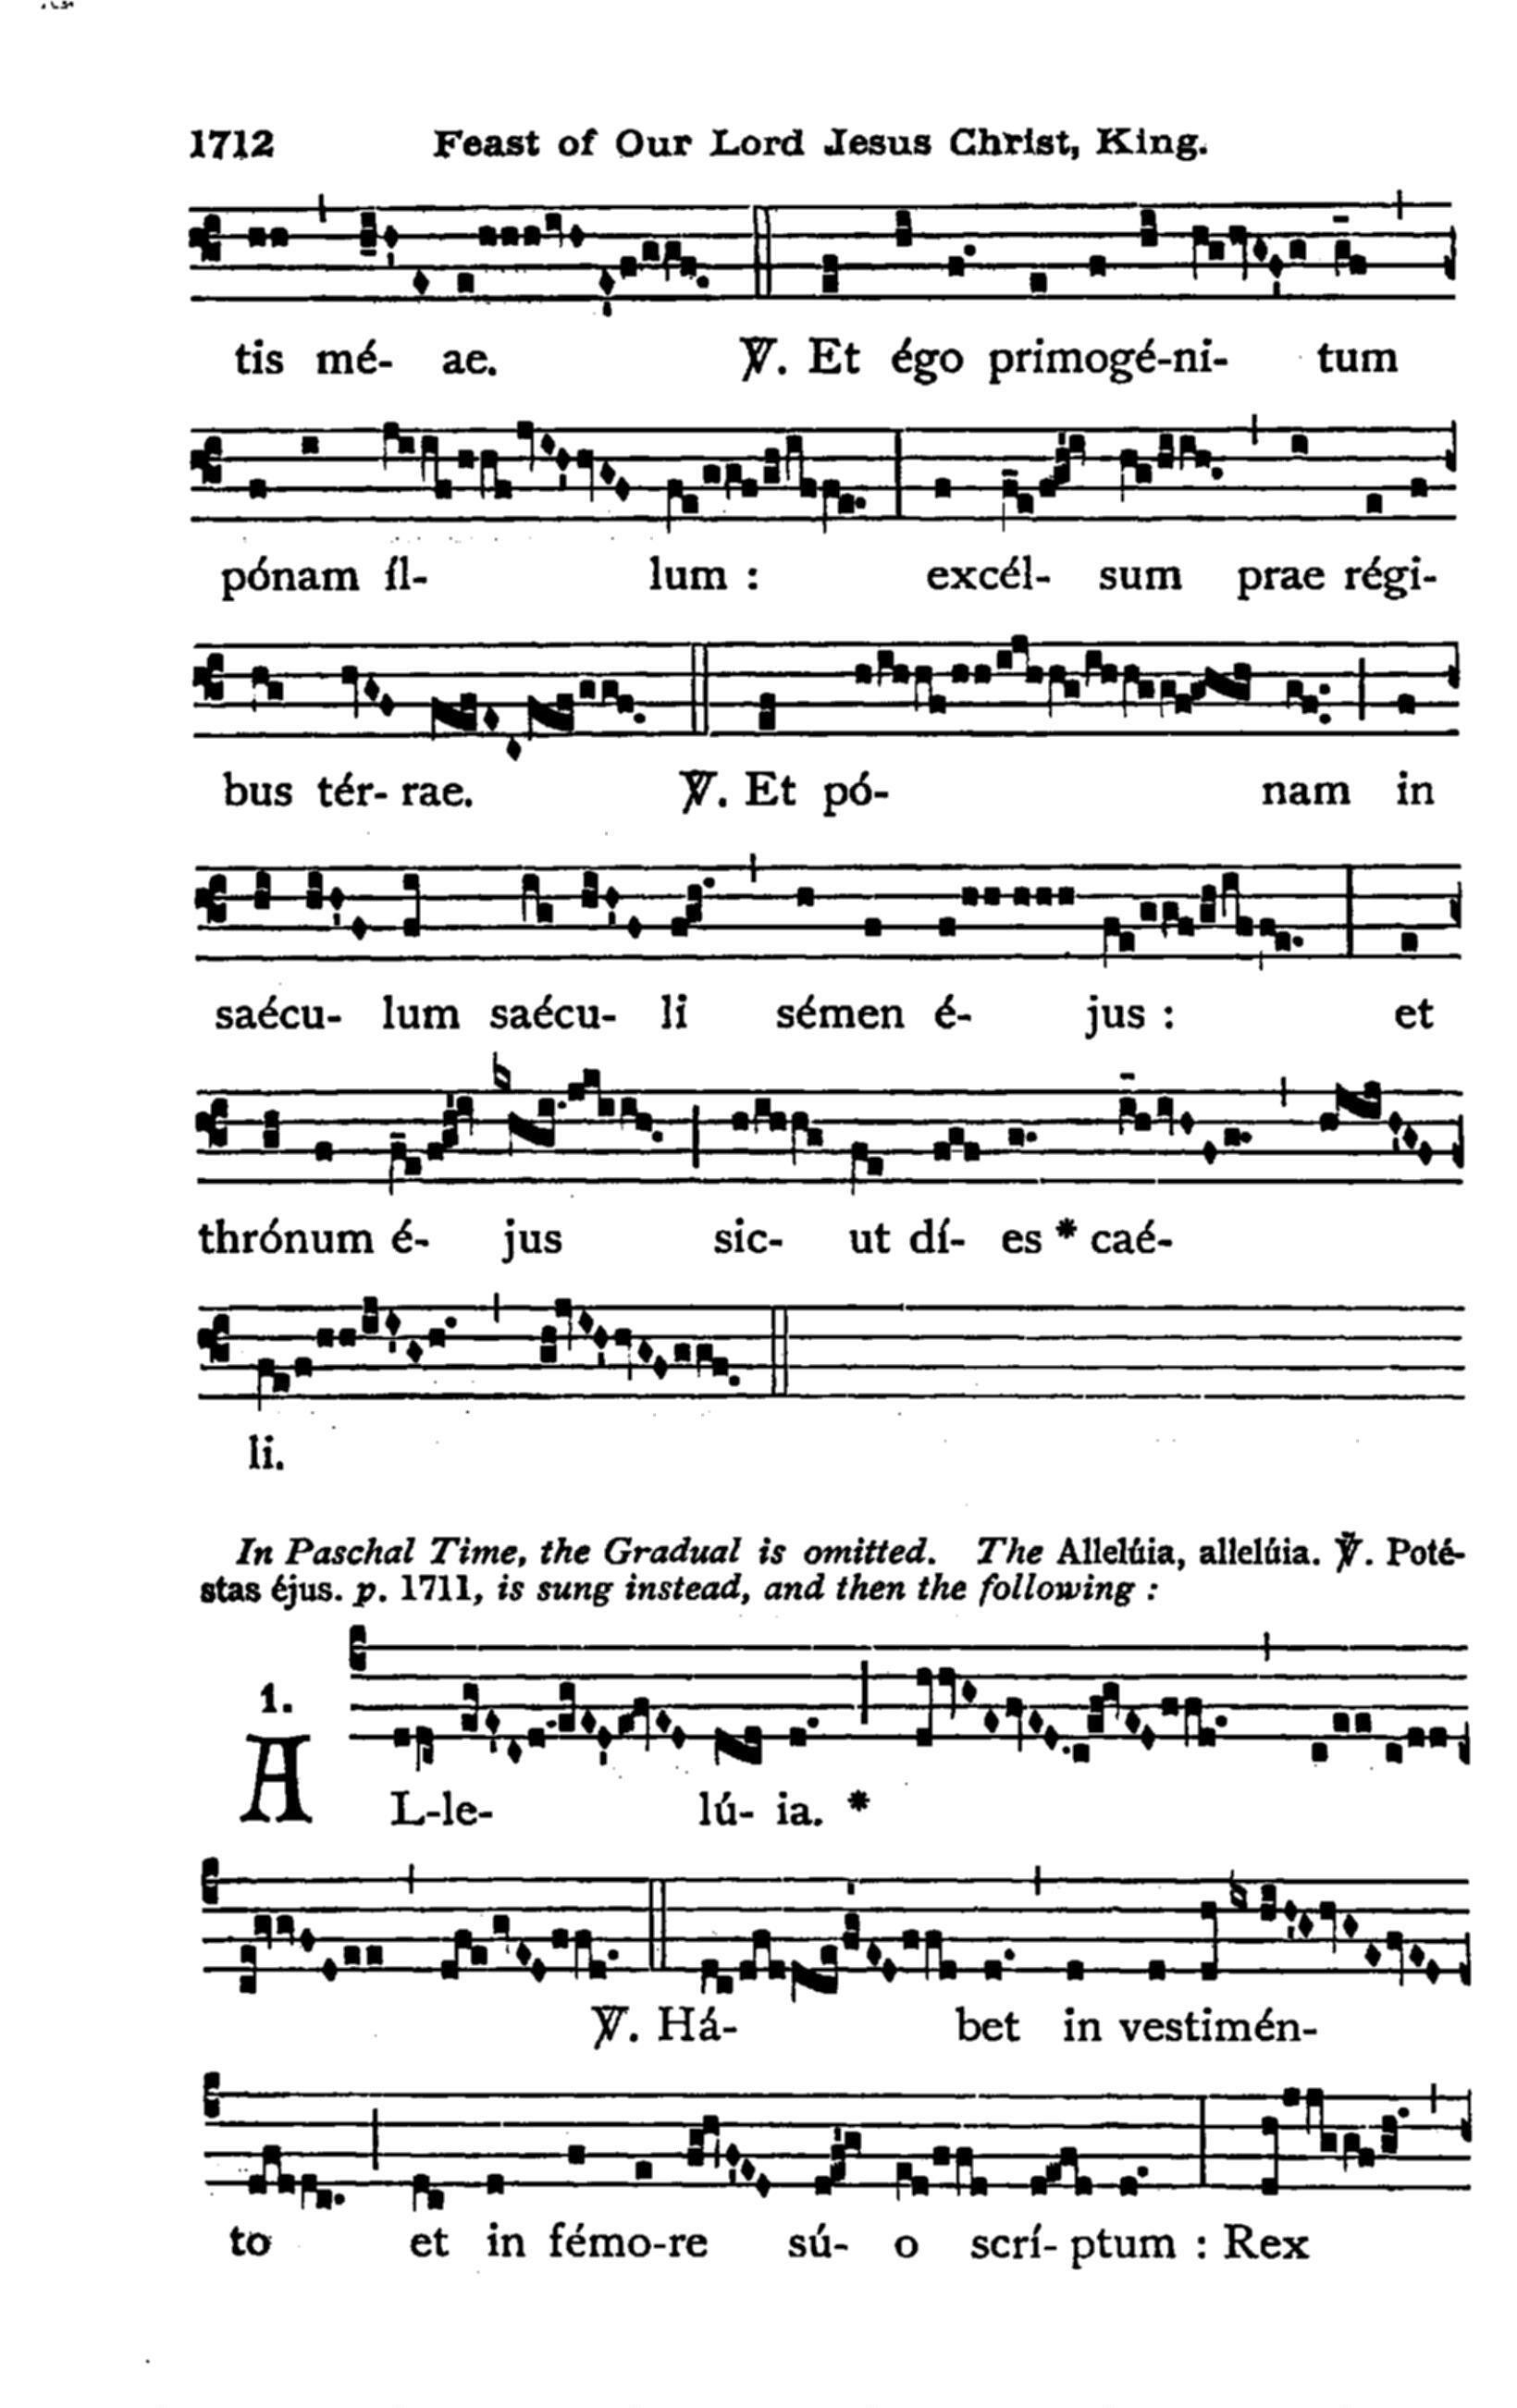 1712 Feast of Our Lord Jesus Christ, King.
tis mé- ae. ℣. Et égo primogé-ni- tum
pónam íl- lum : excél- sum prae régi-
bus tér- rae. ℣. Et pó- nam in
saécu- lum saécu- li sémen é- jus : et
thrónum é- jus sic- ut dí- es * caé-
li.
In Paschal Time, the Gradual is omitted. The Allelúia, allelúia. ℣. Poté-
stas éjus. p. 1711, is sung instead, and then the following :
1.
AL-le- lú- ia. *
℣. Há- bet in vestimén-
to et in fémo-re sú- o scrí- ptum : Rex